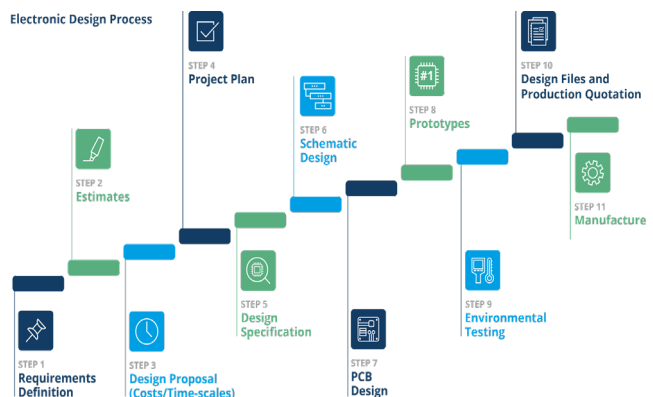 Electronic Design Process
STEP 1
Requirements
Definition
STEP 2
Estimates
STEP 3
Design Proposal
(Costs/Time-scales)
STEP 4
Project Plan
STEP 5
Design
Specification
STEP 6
Schematic
Design
STEP 7
PCB
Design
#1
STEP 8
Prototypes
STEP 9
Environmental
Testing
STEP 10
Design Files and
Production Quotation
STEP 11
Manufacture